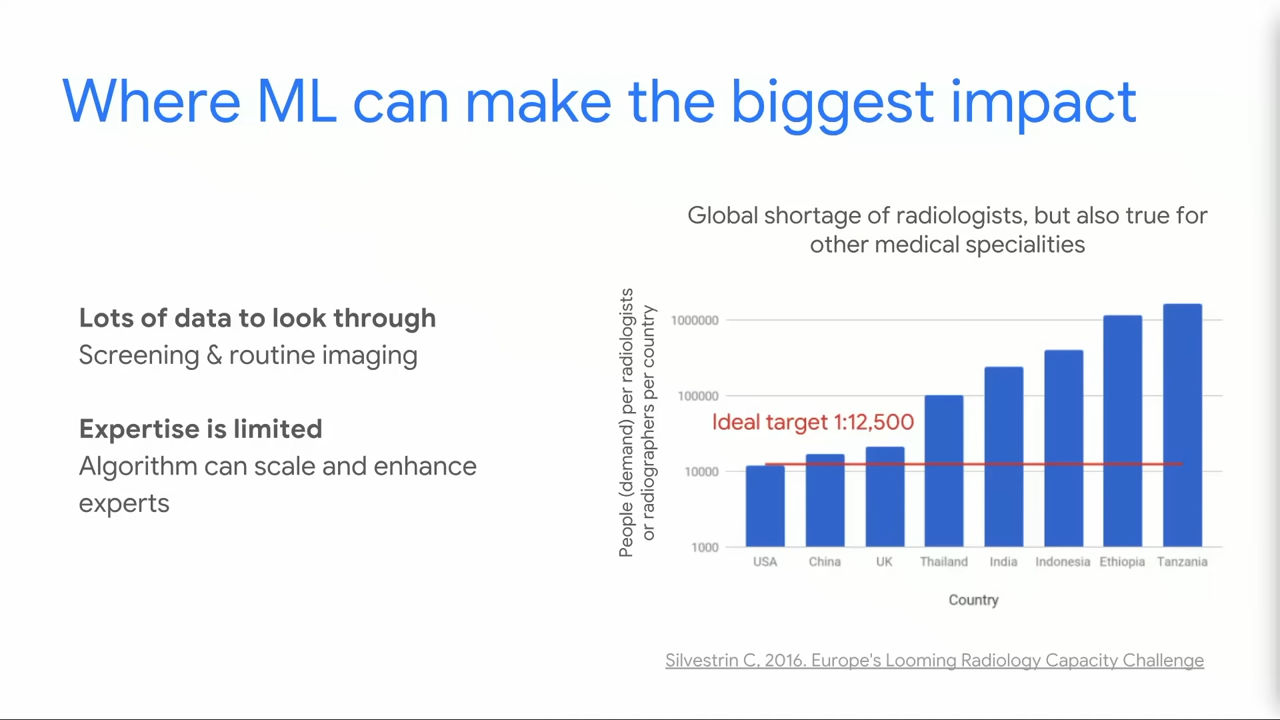 Where ML can make the biggest impact
Lots of data to look through
Screening & routine imaging
Expertise is limited
Algorithm can scale and enhance
experts
Global shortage of radiologists, but also true for
other medical specialities
People (demand) per radiologists
or radiographers per country
1000000
100000
10000
1000
Ideal target 1:12,500
USA China UK Thailand India Indonesia Ethiopia Tanzania
Country
Silvestrin C, 2016. Europe's Looming Radiology Capacity Challenge